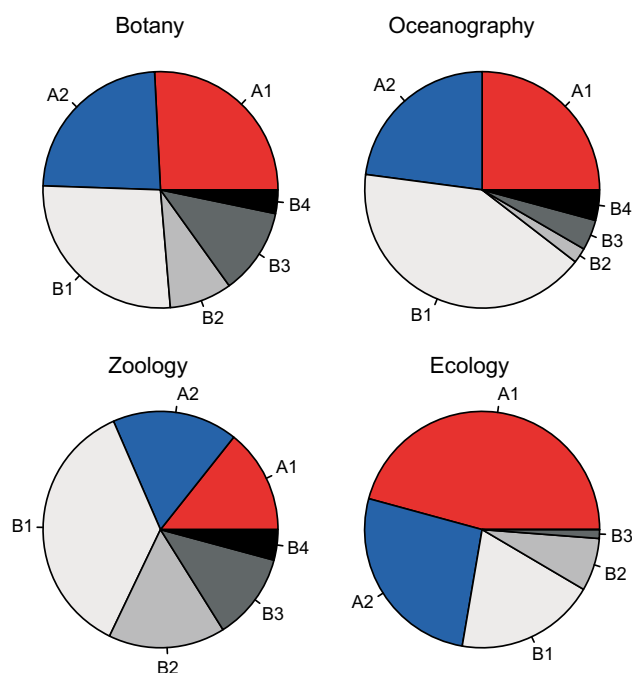 Botany
A1
A2
B1
B2
B3
B4
Oceanography
A1
A2
B1
B2
B3
B4
Zoology
A1
A2
B1
B2
B3
B4
Ecology
A1
A2
B1
B2
B3